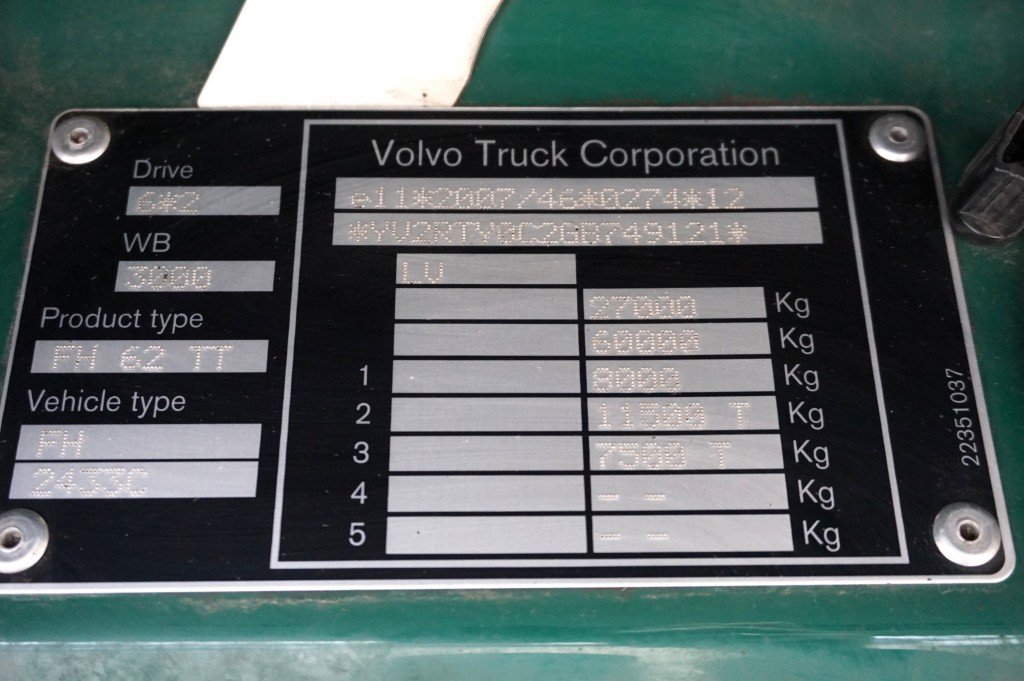 Drive
6*2
WB
3000
Product type
FH 62 TT
Vehicle type
FH
2433C
Volvo Truck Corporation
e11*2007/46*0274*12
*YV2RTY0C2GB749121*
LV
27000 Kg
60000 Kg
1 8000 Kg
2 11500 T Kg
3 7500 T Kg
4 -- -- Kg
5 -- -- Kg
22351037